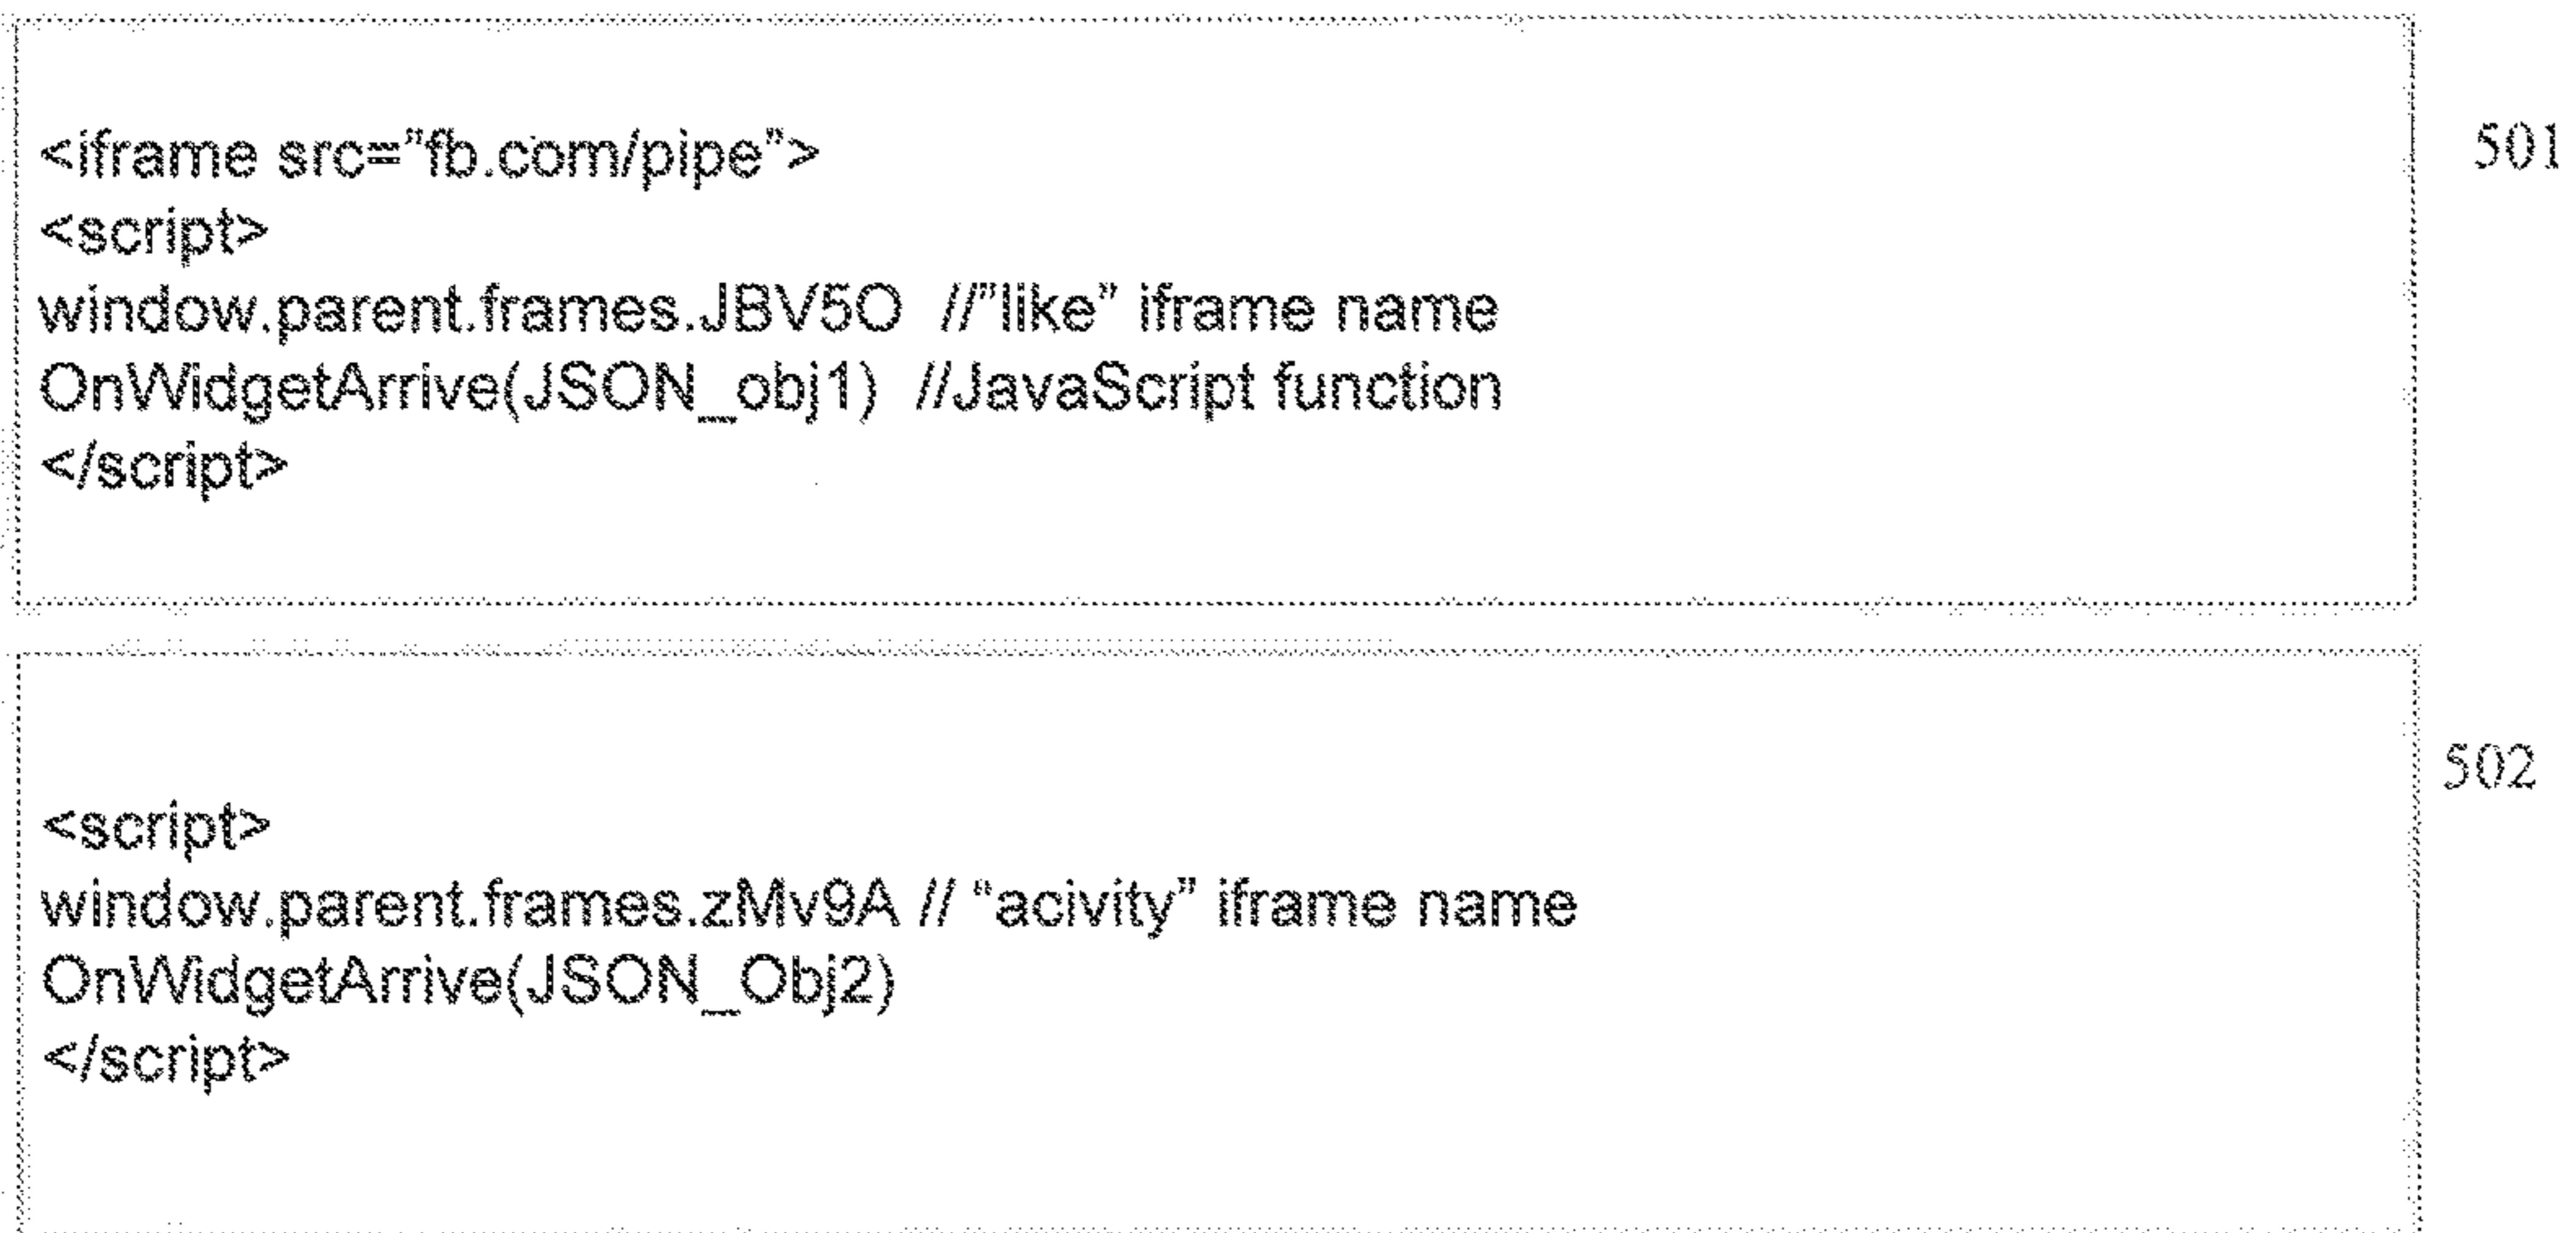 <iframe src=”fb.com/pipe”>
501
<script>
window.parent.frames.JBV5O //”like” iframe name
OnWidgetArrive(JSON_obj1) //JavaScript function
</script>
502
<script>
window.parent.frames.zMv9A // “acivity” iframe name
OnWidgetArrive(JSON_Obj2)
</script>